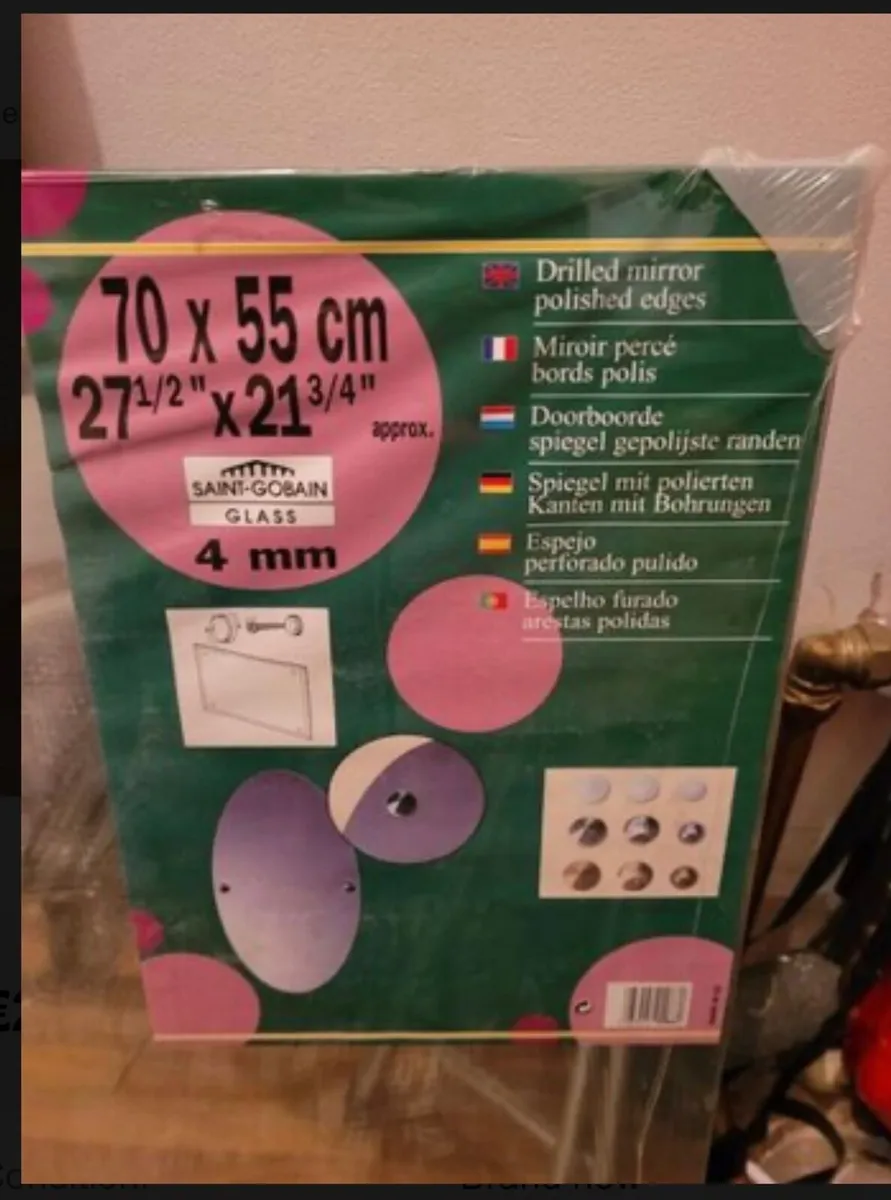 70 x 55 cm
27 1/2" x 21 3/4"
approx.
SAINT-GOBAIN
GLASS
4 mm
Drilled mirror
polished edges
Miroir percé
bords polis
Doorboorde
spiegel gepolijste randen
Spiegel mit polierten
Kanten mit Bohrungen
Espejo
perforado pulido
Espelho furado
arestas polidas